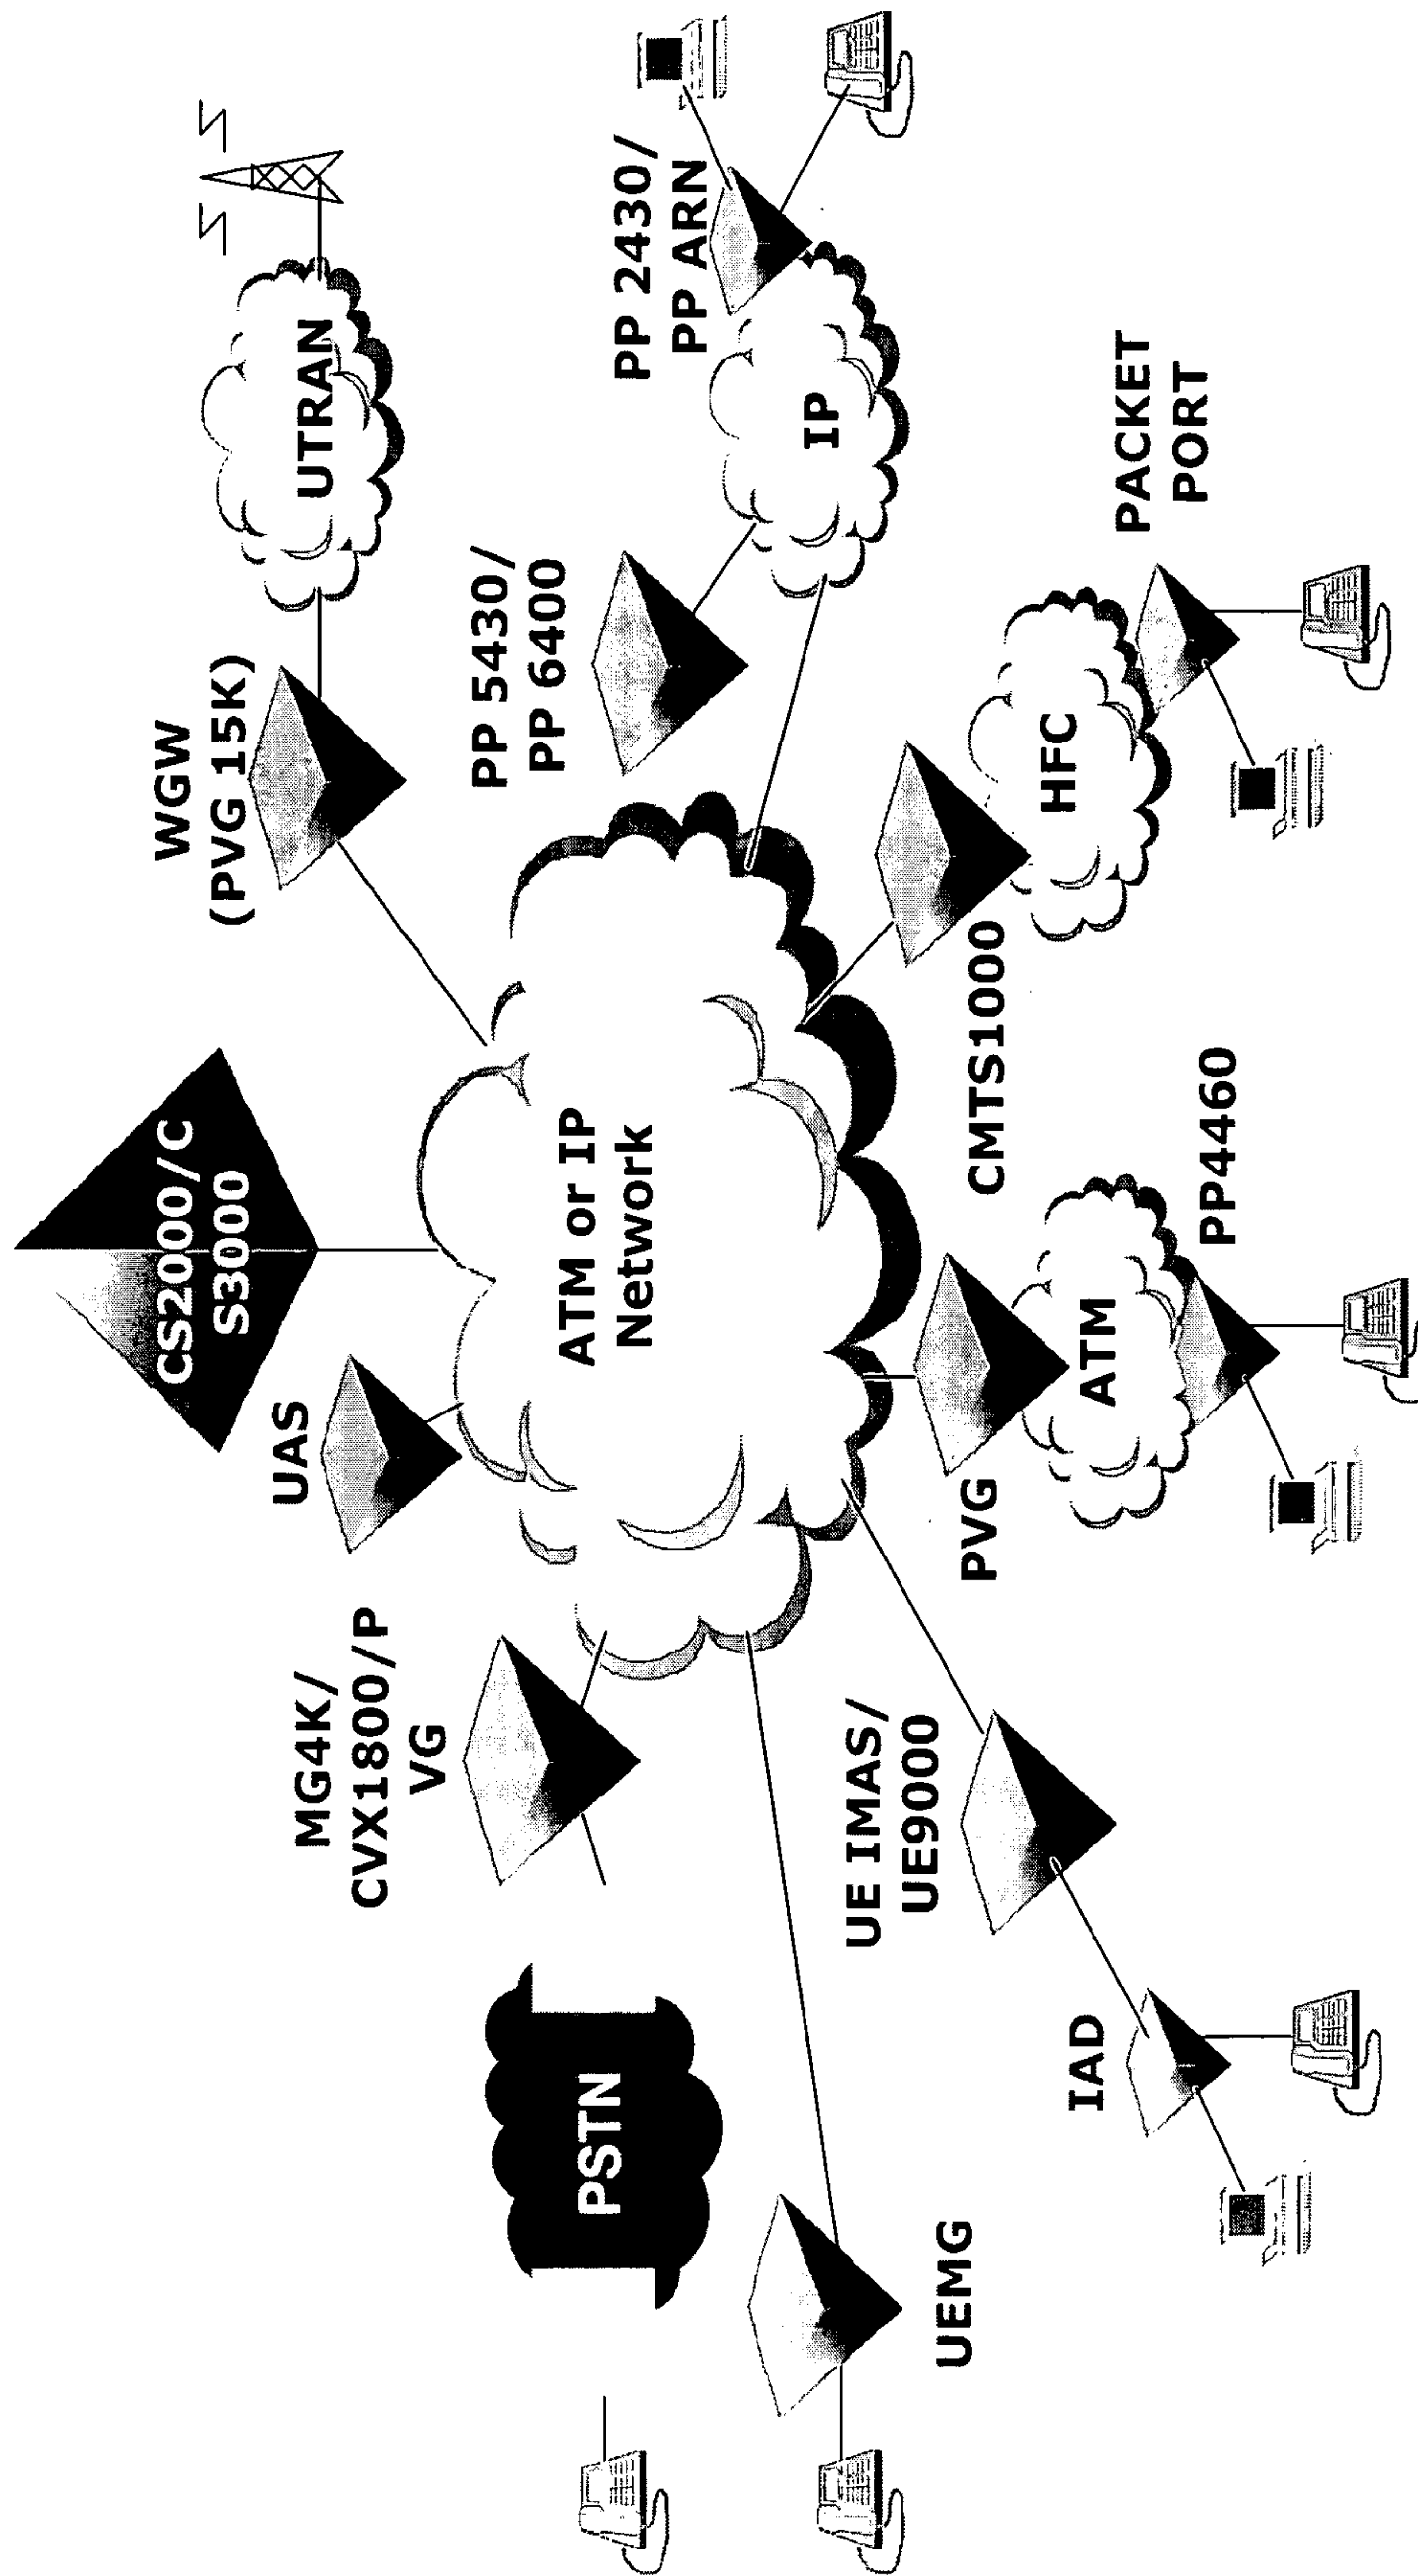 CS2000/C
S3000
UAS
WGW
(PVG 15K)
UTRAN
MG4K/
CVX1800/P
VG
PSTN
ATM or IP
Network
PP 5430/
PP 6400
PP 2430/
PP ARN
IP
UEMG
UE IMAS/
UE9000
IAD
PVG
ATM
PP4460
CMTS1000
HFC
PACKET
PORT